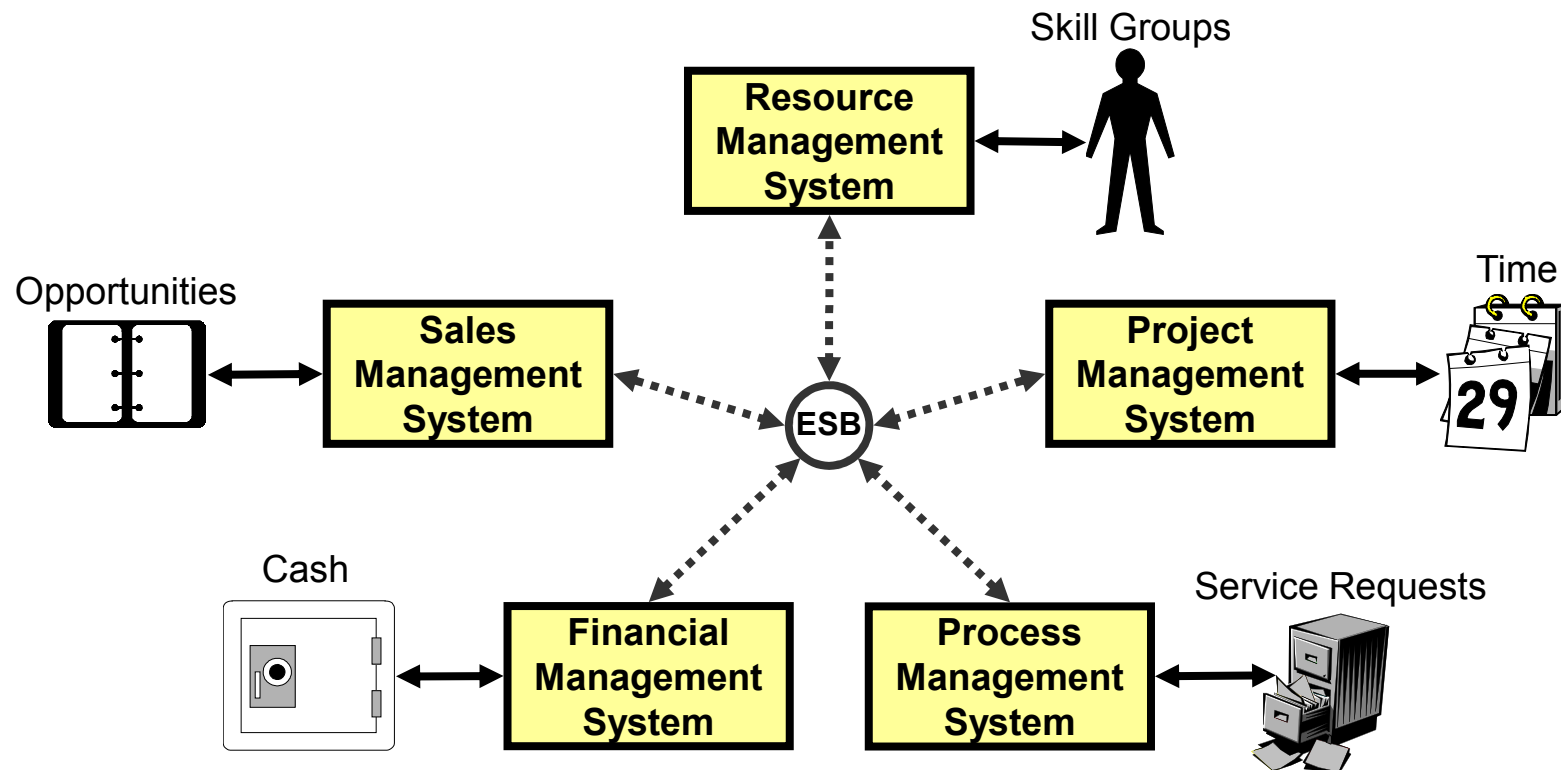 Skill Groups
Resource
Management
System
Opportunities
Sales
Management
System
Time
29
Project
Management
System
ESB
Cash
Financial
Management
System
Process
Management
System
Service Requests